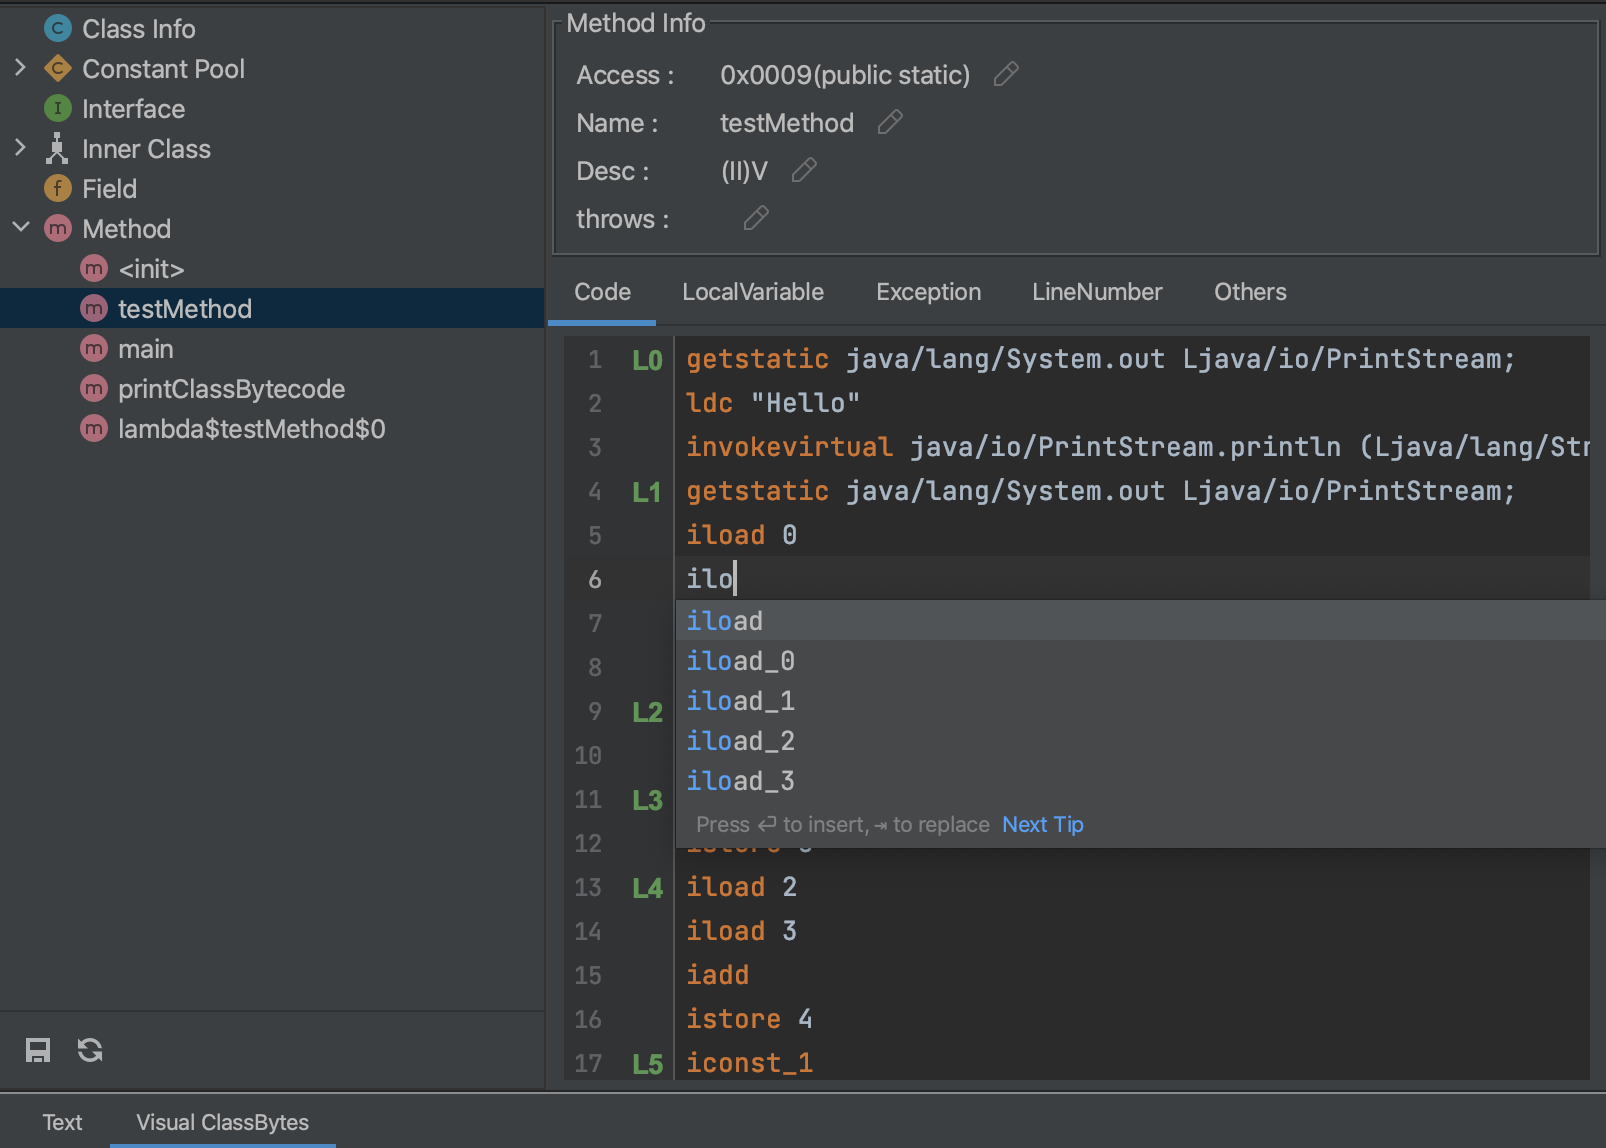 Class Info
Constant Pool
Interface
Inner Class
Field
Method
<init>
testMethod
main
printClassBytecode
lambda$testMethod$0
Method Info
Access : 0x0009(public static)
Name : testMethod
Desc : (II)V
throws :
Code LocalVariable Exception LineNumber Others
1 L0 getstatic java/lang/System.out Ljava/io/PrintStream;
2 ldc "Hello"
3 invokevirtual java/io/PrintStream.println (Ljava/lang/Str
4 L1 getstatic java/lang/System.out Ljava/io/PrintStream;
5 iload 0
6 ilo
7
8
9 L2
10
11 L3
12
iload
iload_0
iload_1
iload_2
iload_3
Press ↩ to insert, ⇥ to replace Next Tip
13 L4 iload 2
14 iload 3
15 iadd
16 istore 4
17 L5 iconst_1
Text Visual ClassBytes